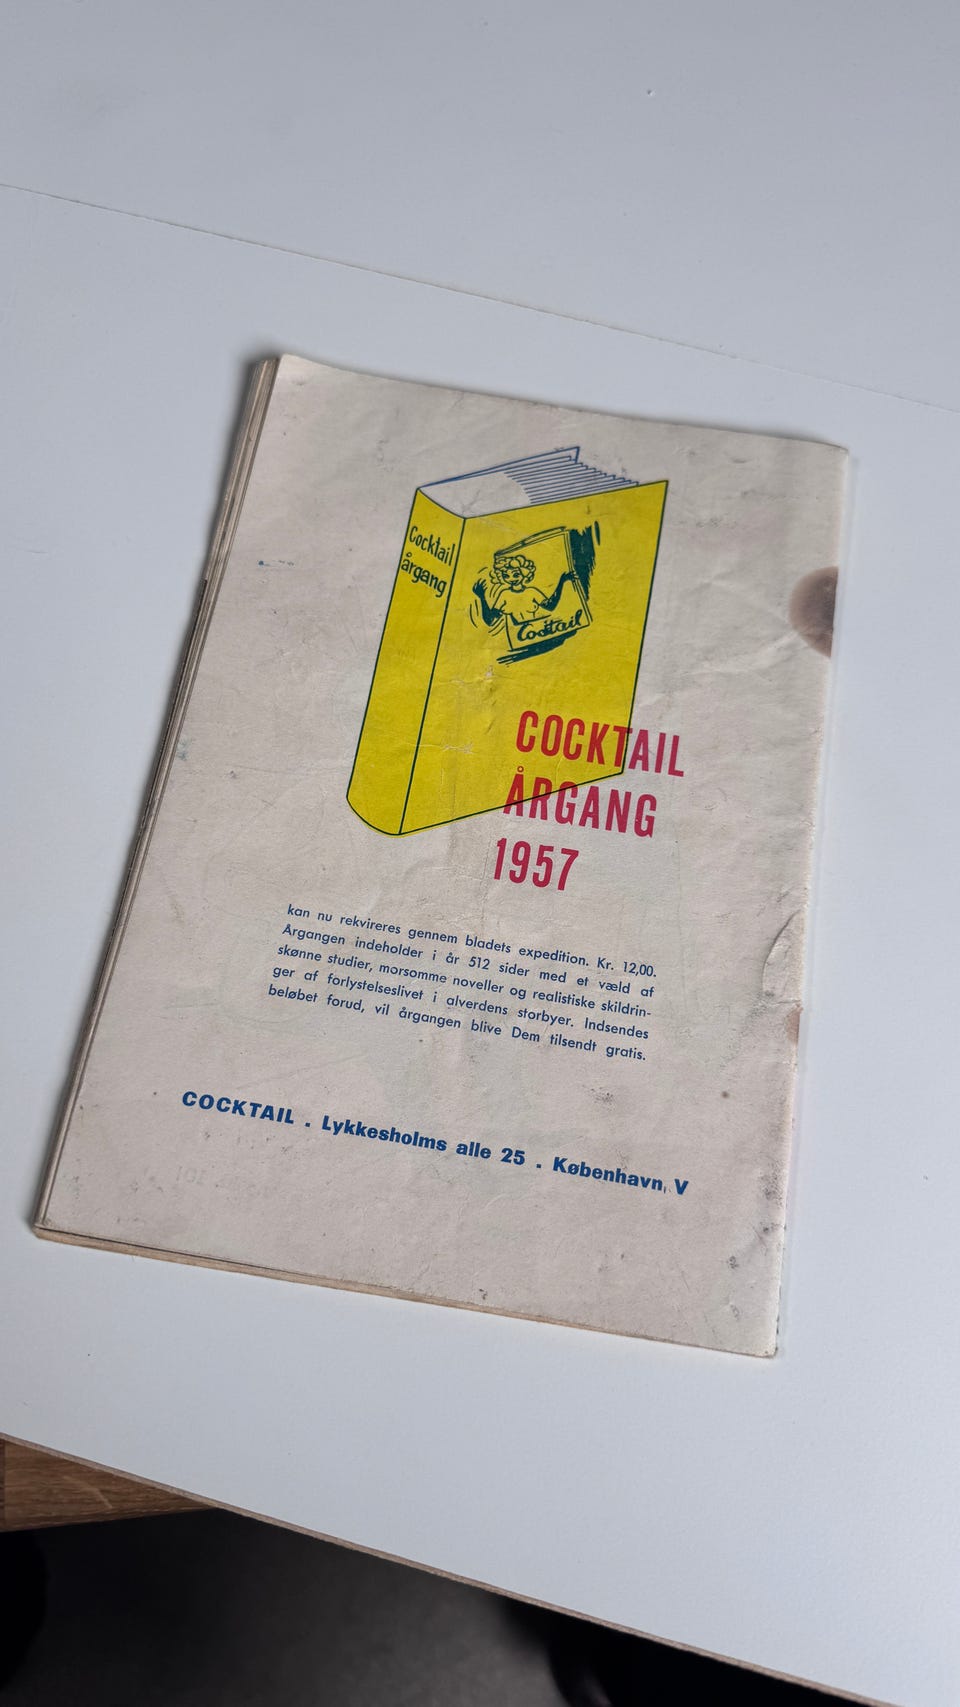 Cocktail
årgang
Cocktail
COCKTAIL
ÅRGANG
1957
kan nu rekvireres gennem bladets expedition. Kr. 12,00.
Årgangen indeholder i år 512 sider med et væld af
skønne studier, morsomme noveller og realistiske skildrin-
ger af forlystelseslivet i alverdens storbyer. Indsendes
beløbet forud, vil årgangen blive Dem tilsendt gratis.
COCKTAIL . Lykkesholms alle 25 . København, V